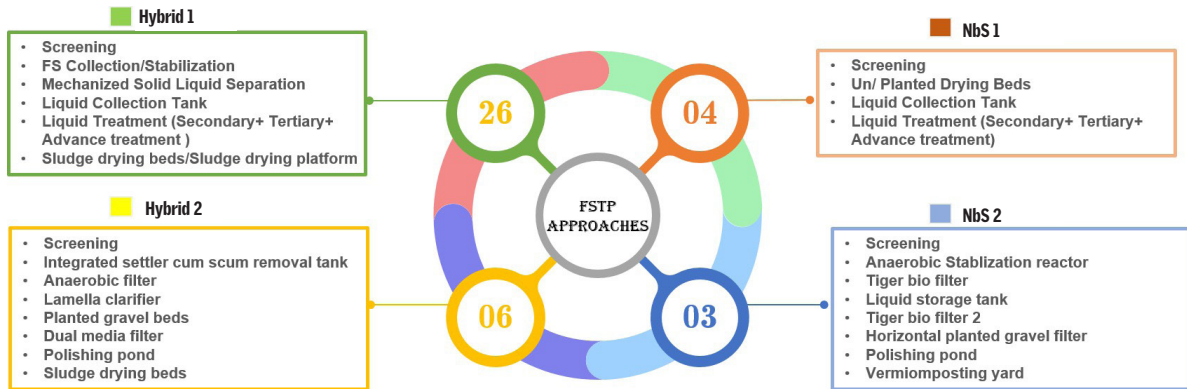 Hybrid 1
• Screening
• FS Collection/Stabilization
• Mechanized Solid Liquid Separation
• Liquid Collection Tank
• Liquid Treatment (Secondary+ Tertiary+
Advance treatment )
• Sludge drying beds/Sludge drying platform
26
04
NbS 1
• Screening
• Un/ Planted Drying Beds
• Liquid Collection Tank
• Liquid Treatment (Secondary+ Tertiary+
Advance treatment)
FSTP
APPROACHES
Hybrid 2
• Screening
• Integrated settler cum scum removal tank
• Anaerobic filter
• Lamella clarifier
• Planted gravel beds
• Dual media filter
• Polishing pond
• Sludge drying beds
06
03
NbS 2
• Screening
• Anaerobic Stablization reactor
• Tiger bio filter
• Liquid storage tank
• Tiger bio filter 2
• Horizontal planted gravel filter
• Polishing pond
• Vermiomposting yard